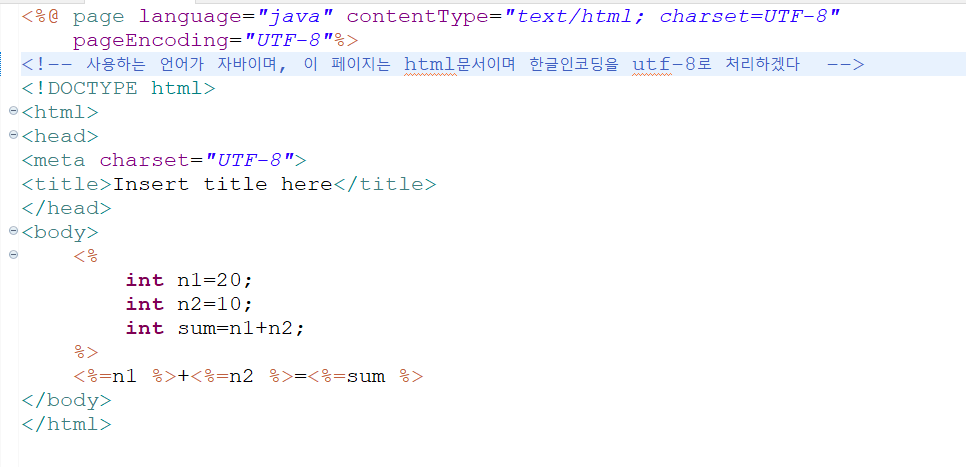 <%@ page language="java" contentType="text/html; charset=UTF-8"
pageEncoding="UTF-8"%>
<!-- 사용하는 언어가 자바이며, 이 페이지는 html문서이며 한글인코딩을 utf-8로 처리하겠다 -->
<!DOCTYPE html>
<html>
<head>
<meta charset="UTF-8">
<title>Insert title here</title>
</head>
<body>
<%
int n1=20;
int n2=10;
int sum=n1+n2;
%>
<%=n1 %>+<%=n2 %>=<%=sum %>
</body>
</html>